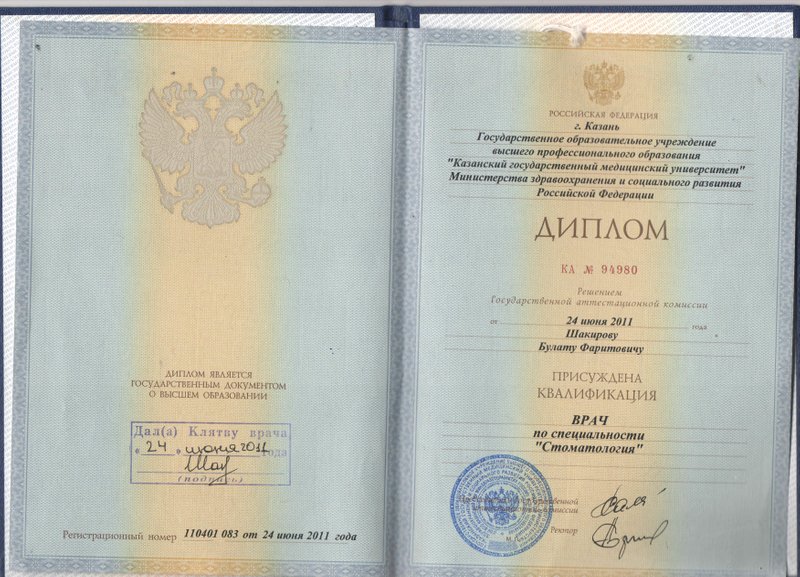 ДИПЛОМ ЯВЛЯЕТСЯ
ГОСУДАРСТВЕННЫМ ДОКУМЕНТОМ
О ВЫСШЕМ ОБРАЗОВАНИИ
Дал(а) Клятву врача
"24" июня 2011 года
(подпись)
Регистрационный номер 110401 083 от 24 июня 2011 года
РОССИЙСКАЯ ФЕДЕРАЦИЯ
г. Казань
Государственное образовательное учреждение
высшего профессионального образования
"Казанский государственный медицинский университет"
Министерства здравоохранения и социального развития
Российской Федерации
ДИПЛОМ
КА № 94980
Решением
Государственной аттестационной комиссии
от 24 июня 2011 года
Шакирову
Булату Фаритовичу
ПРИСУЖДЕНА
КВАЛИФИКАЦИЯ
ВРАЧ
по специальности
"Стоматология"
Ректор